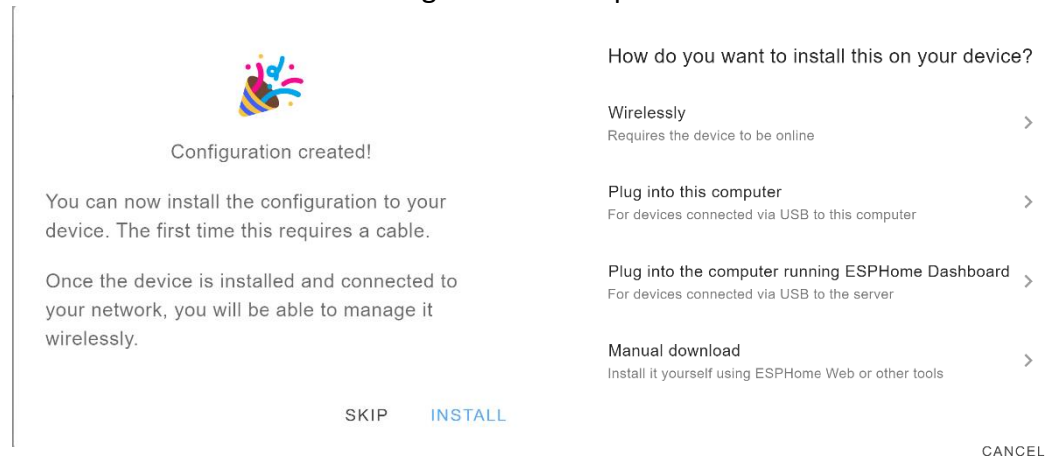 Configuration created!
You can now install the configuration to your
device. The first time this requires a cable.
Once the device is installed and connected to
your network, you will be able to manage it
wirelessly.
SKIP INSTALL
How do you want to install this on your device?
Wirelessly
Requires the device to be online
Plug into this computer
For devices connected via USB to this computer
Plug into the computer running ESPHome Dashboard
For devices connected via USB to the server
Manual download
Install it yourself using ESPHome Web or other tools
CANCEL